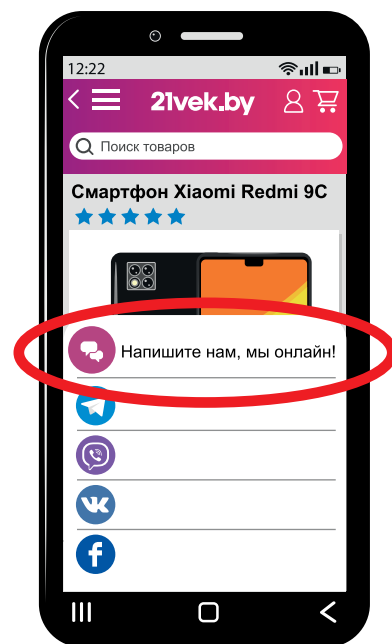 12:22
21vek.by
Поиск товаров
Смартфон Xiaomi Redmi 9C
Напишите нам, мы онлайн!